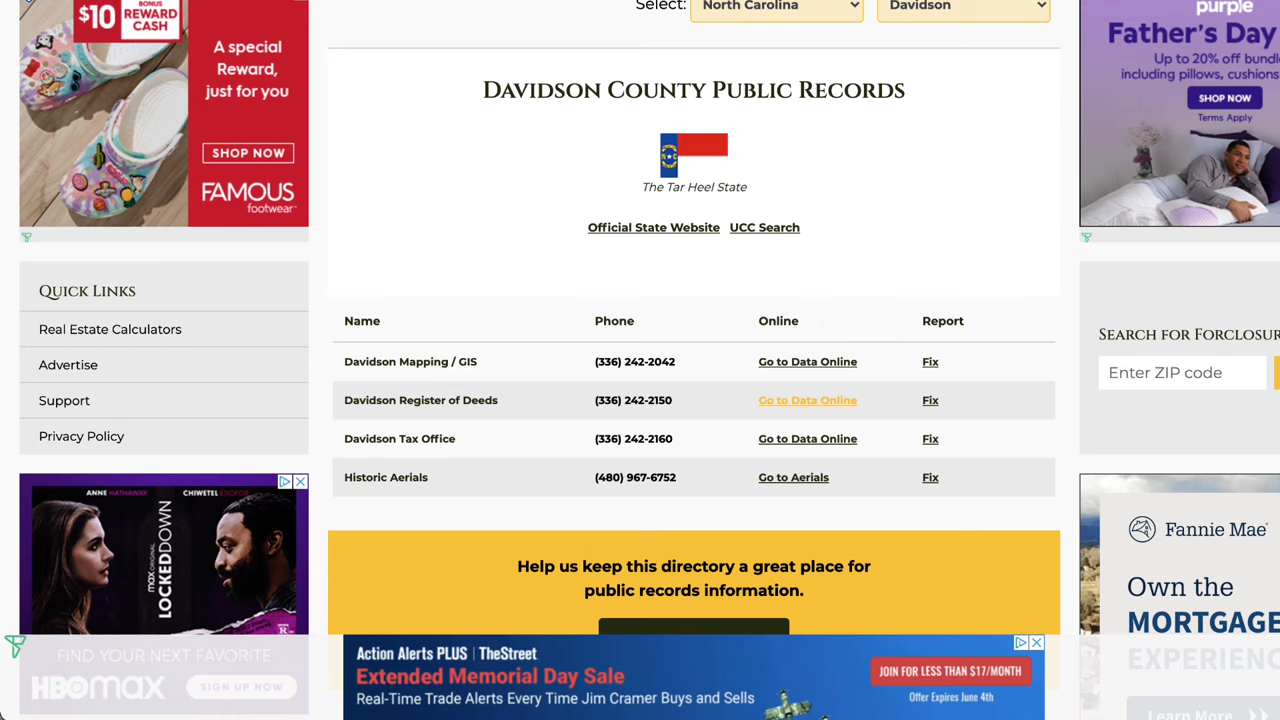 Select: North Carolina Davidson
$10 BONUS REWARD CASH
A special
Reward,
just for you
SHOP NOW
FAMOUS
footwear
Quick Links
Real Estate Calculators
Advertise
Support
Privacy Policy
ANNE HATHAWAY CHIWETEL EJIOFOR
max ORIGINAL
LOCKED DOWN
R
FIND YOUR NEXT FAVORITE
HBOMAX SIGN UP NOW
Davidson County Public Records
The Tar Heel State
Official State Website UCC Search
Name Phone Online Report
Davidson Mapping / GIS (336) 242-2042 Go to Data Online Fix
Davidson Register of Deeds (336) 242-2150 Go to Data Online Fix
Davidson Tax Office (336) 242-2160 Go to Data Online Fix
Historic Aerials (480) 967-6752 Go to Aerials Fix
Help us keep this directory a great place for
public records information.
Action Alerts PLUS | TheStreet
Extended Memorial Day Sale
Real-Time Trade Alerts Every Time Jim Cramer Buys and Sells
JOIN FOR LESS THAN $17/MONTH
Offer Expires June 4th
purple
Father's Day
Up to 20% off bundl
including pillows, cushions
SHOP NOW
Terms Apply
Search for Forclosur
Enter ZIP code
Fannie Mae
Own the
MORTGAGE
EXPERIENC
Learn More